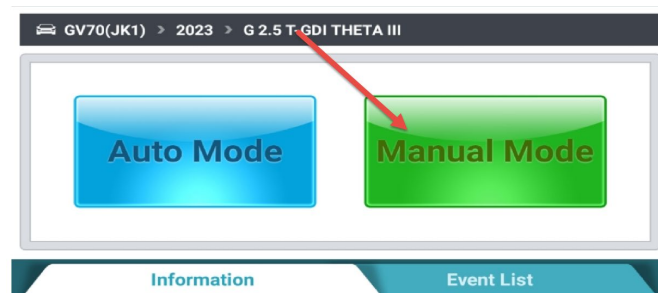 GV70(JK1) > 2023 > G 2.5 T-GDI THETA III
Auto Mode
Manual Mode
Information
Event List